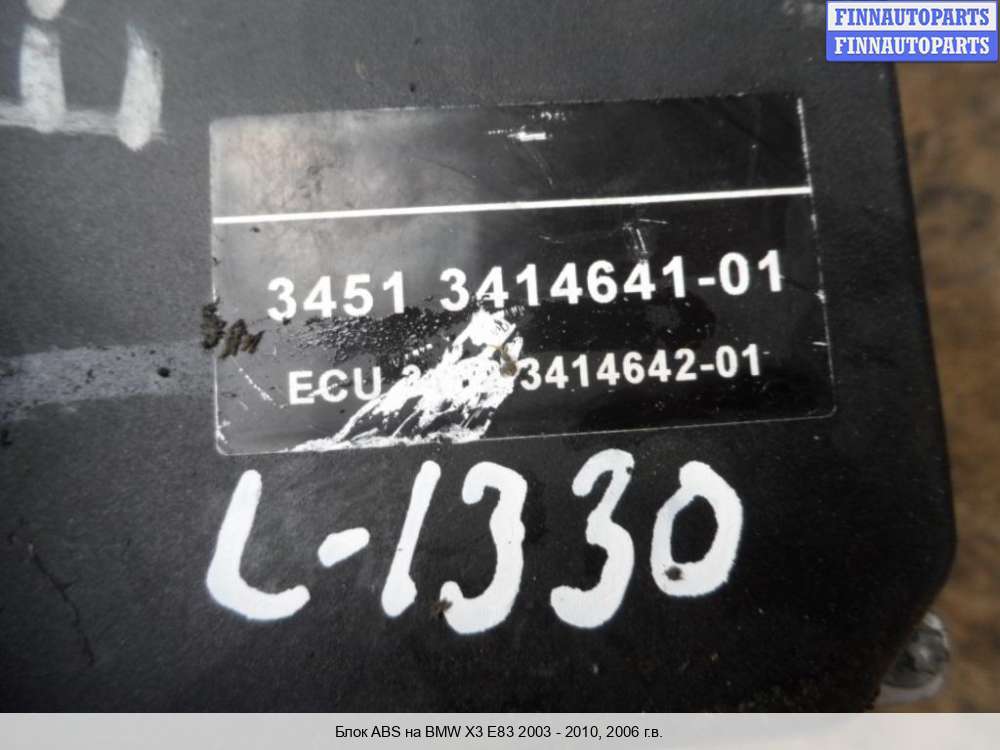 FINNAUTOPARTS
FINNAUTOPARTS
3451 3414641-01
ECU 3414642-01
L-1330
Блок ABS на BMW X3 E83 2003 - 2010, 2006 г.в.